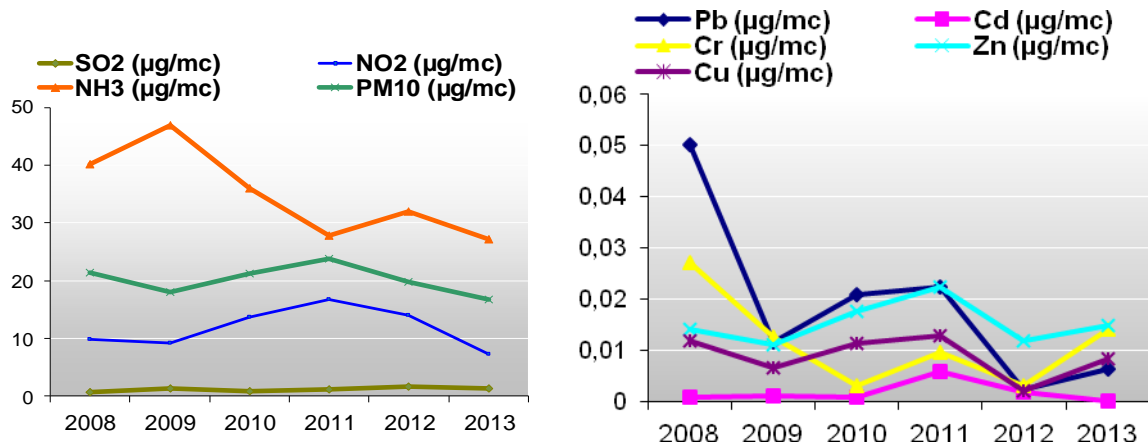 SO2 (µg/mc) NO2 (µg/mc)
NH3 (µg/mc) PM10 (µg/mc)
50
40
30
20
10
0
2008 2009 2010 2011 2012 2013
Pb (µg/mc) Cd (µg/mc)
Cr (µg/mc) Zn (µg/mc)
Cu (µg/mc)
0,06
0,05
0,04
0,03
0,02
0,01
0
2008 2009 2010 2011 2012 2013